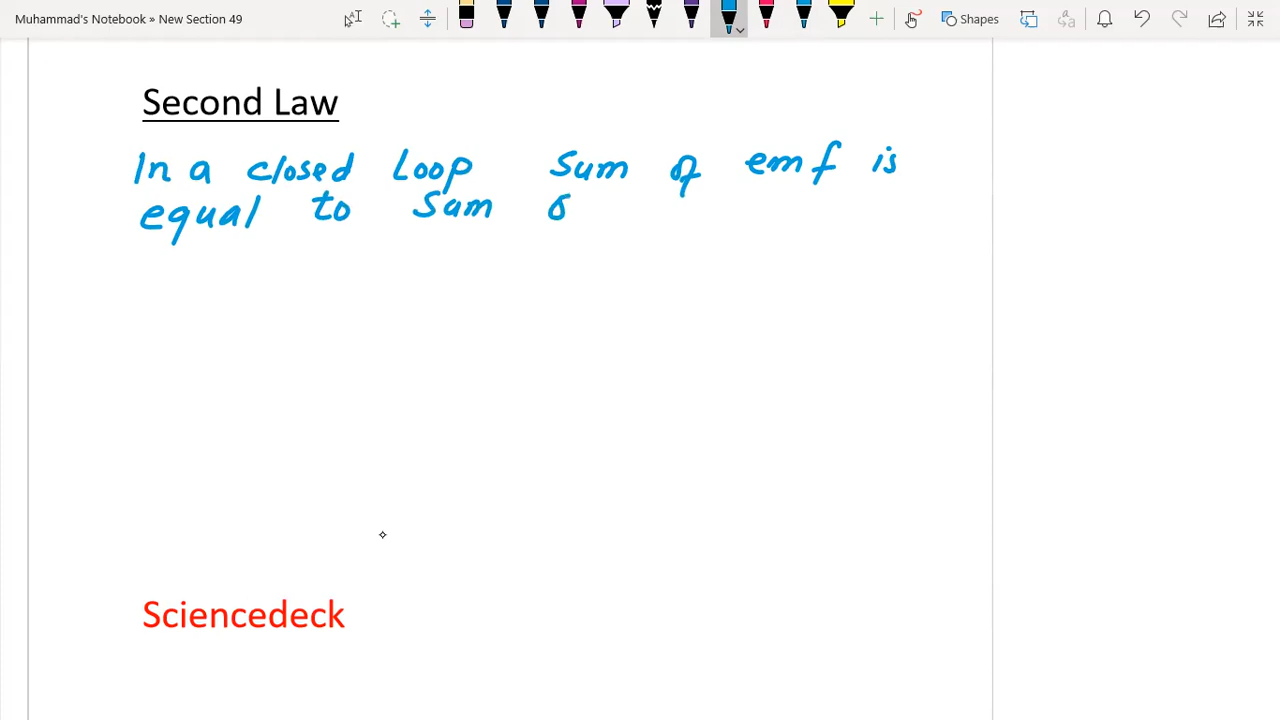 Muhammad's Notebook » New Section 49
Shapes
Second Law
In a closed Loop Sum of emf is
equal to Sum o
Sciencedeck